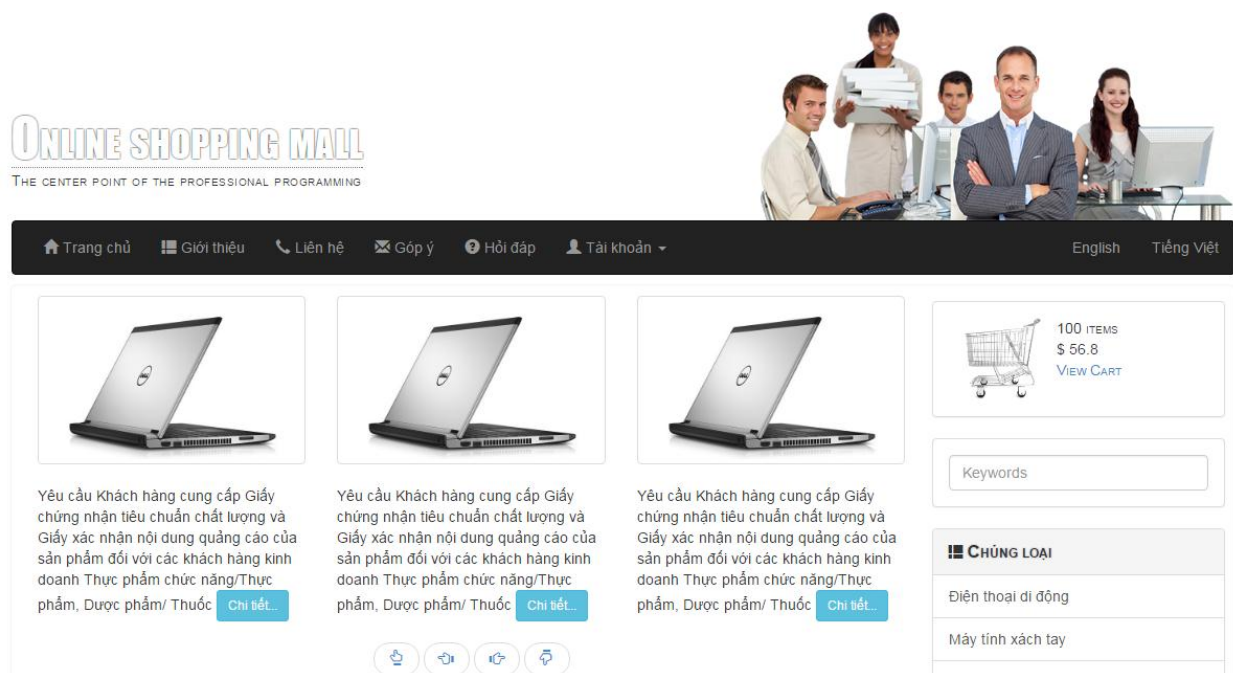 ONLINE SHOPPING MALL
THE CENTER POINT OF THE PROFESSIONAL PROGRAMMING
Trang chủ Giới thiệu Liên hệ Góp ý Hỏi đáp Tài khoản English Tiếng Việt
Yêu cầu Khách hàng cung cấp Giấy
chứng nhận tiêu chuẩn chất lượng và
Giấy xác nhận nội dung quảng cáo của
sản phẩm đối với các khách hàng kinh
doanh Thực phẩm chức năng/Thực
phẩm, Dược phẩm/ Thuốc Chi tiết...
Yêu cầu Khách hàng cung cấp Giấy
chứng nhận tiêu chuẩn chất lượng và
Giấy xác nhận nội dung quảng cáo của
sản phẩm đối với các khách hàng kinh
doanh Thực phẩm chức năng/Thực
phẩm, Dược phẩm/ Thuốc Chi tiết...
Yêu cầu Khách hàng cung cấp Giấy
chứng nhận tiêu chuẩn chất lượng và
Giấy xác nhận nội dung quảng cáo của
sản phẩm đối với các khách hàng kinh
doanh Thực phẩm chức năng/Thực
phẩm, Dược phẩm/ Thuốc Chi tiết...
100 ITEMS
$ 56.8
VIEW CART
Keywords
CHỦNG LOẠI
Điện thoại di động
Máy tính xách tay